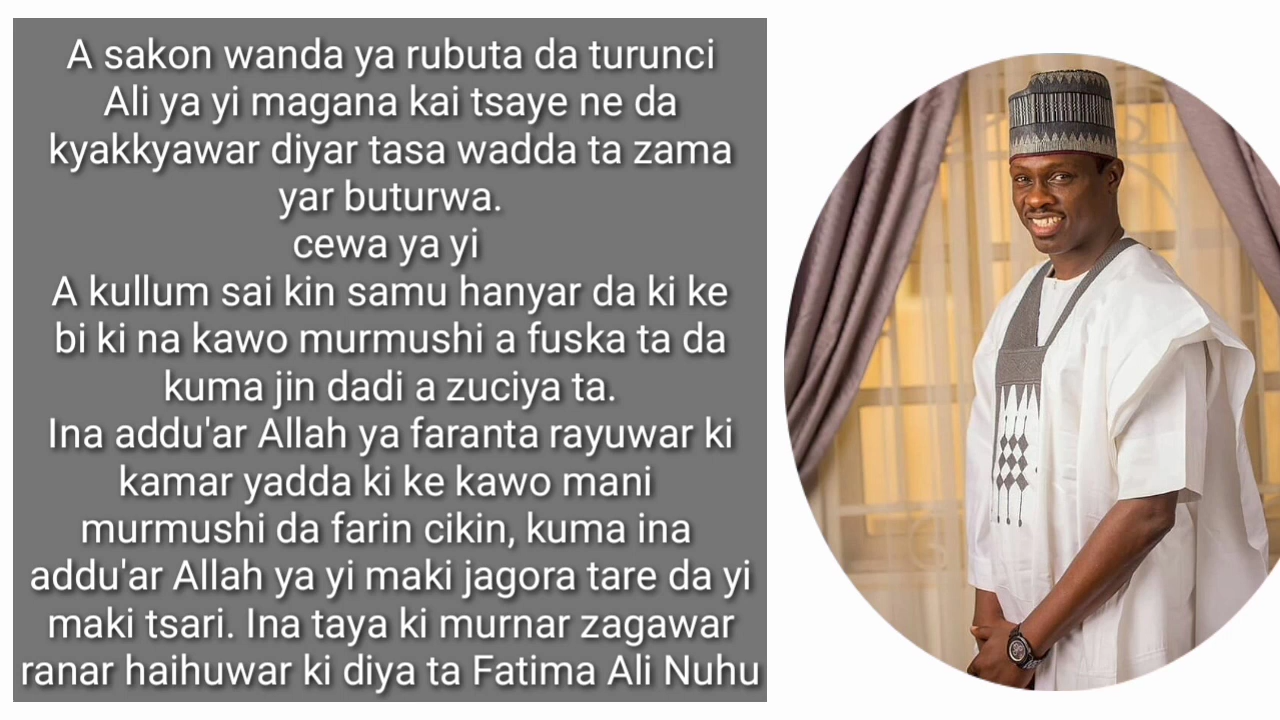 A sakon wanda ya rubuta da turunci
Ali ya yi magana kai tsaye ne da
kyakkyawar diyar tasa wadda ta zama
yar buturwa.
cewa ya yi
A kullum sai kin samu hanyar da ki ke
bi ki na kawo murmushi a fuska ta da
kuma jin dadi a zuciya ta.
Ina addu'ar Allah ya faranta rayuwar ki
kamar yadda ki ke kawo mani
murmushi da farin cikin, kuma ina
addu'ar Allah ya yi maki jagora tare da yi
maki tsari. Ina taya ki murnar zagawar
ranar haihuwar ki diya ta Fatima Ali Nuhu